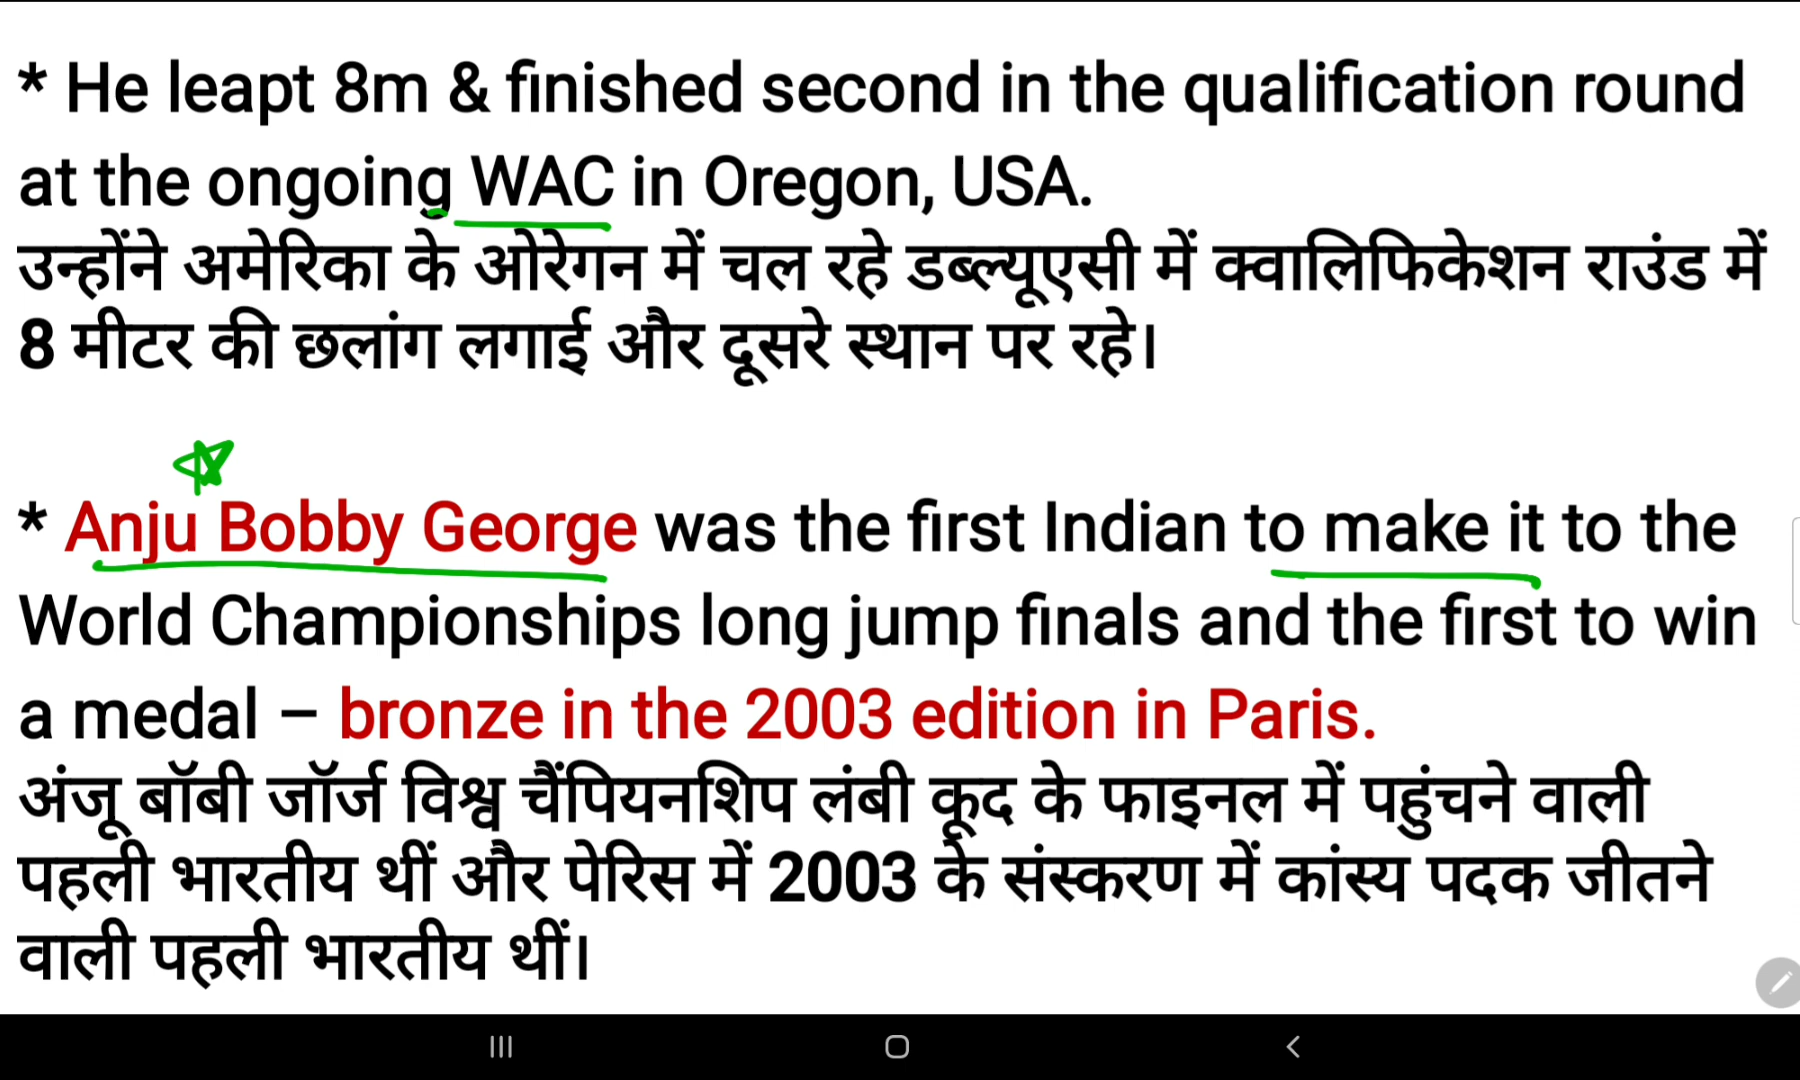 * He leapt 8m & finished second in the qualification round
at the ongoing WAC in Oregon, USA.
उन्होंने अमेरिका के ओरेगन में चल रहे डब्ल्यूएसी में क्वालिफिकेशन राउंड में
8 मीटर की छलांग लगाई और दूसरे स्थान पर रहे।
* Anju Bobby George was the first Indian to make it to the
World Championships long jump finals and the first to win
a medal – bronze in the 2003 edition in Paris.
अंजू बॉबी जॉर्ज विश्व चैंपियनशिप लंबी कूद के फाइनल में पहुंचने वाली
पहली भारतीय थीं और पेरिस में 2003 के संस्करण में कांस्य पदक जीतने
वाली पहली भारतीय थीं।